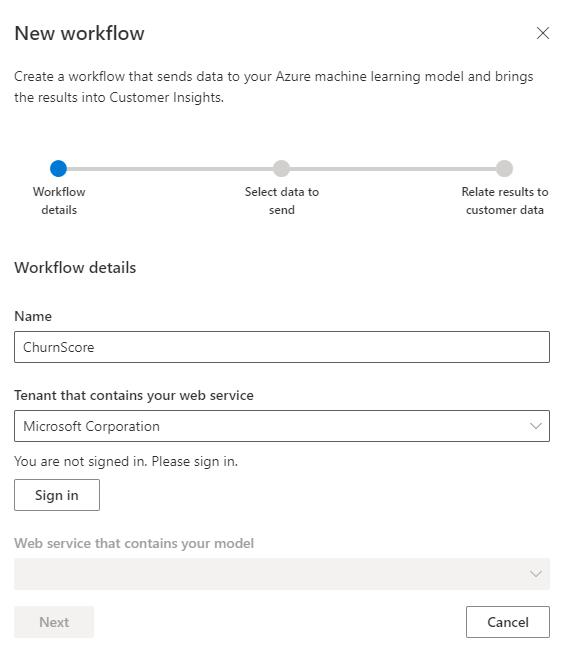 New workflow
Create a workflow that sends data to your Azure machine learning model and brings
the results into Customer Insights.
Workflow
details
Select data to
send
Relate results to
customer data
Workflow details
Name
ChurnScore
Tenant that contains your web service
Microsoft Corporation
You are not signed in. Please sign in.
Sign in
Web service that contains your model
Next
Cancel